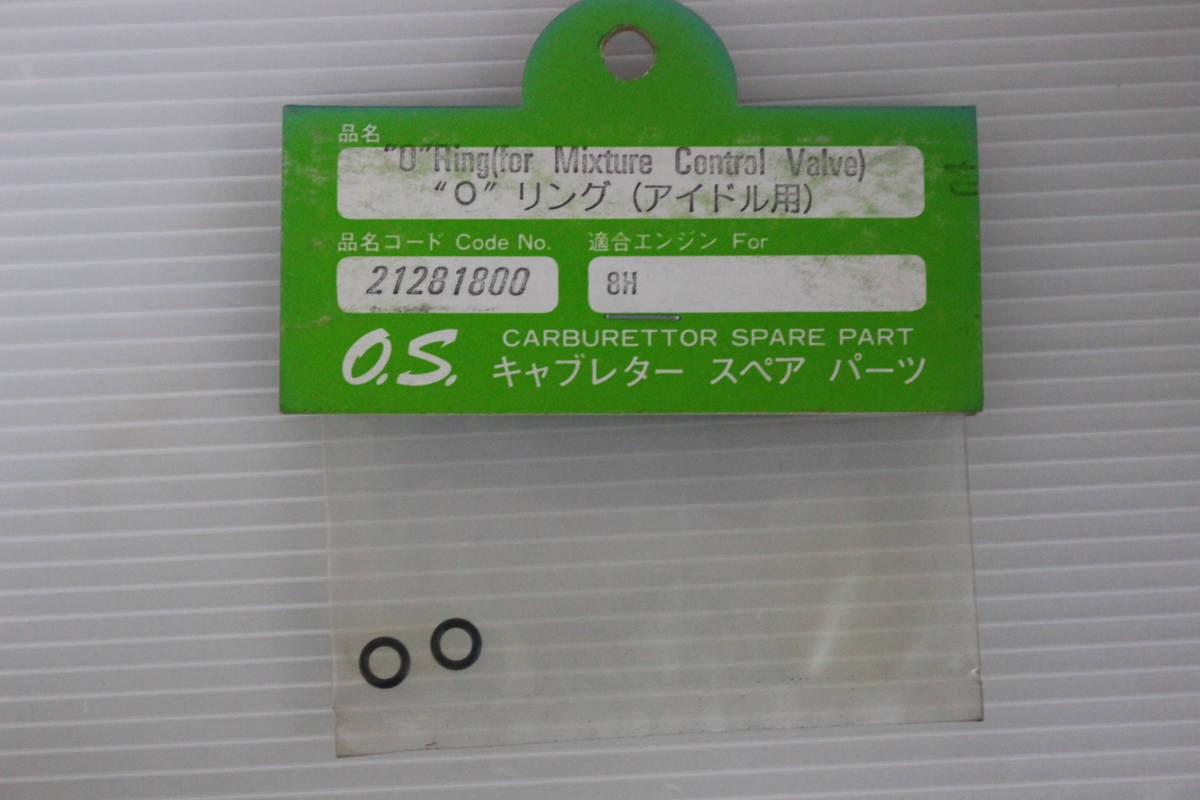 品名
"O"Ring(for Mixture Control Valve)
"O" リング (アイドル用)
品名コード Code No.
適合エンジン For
21281800
8H
O.S.
CARBURETTOR SPARE PART
キャブレター スペア パーツ